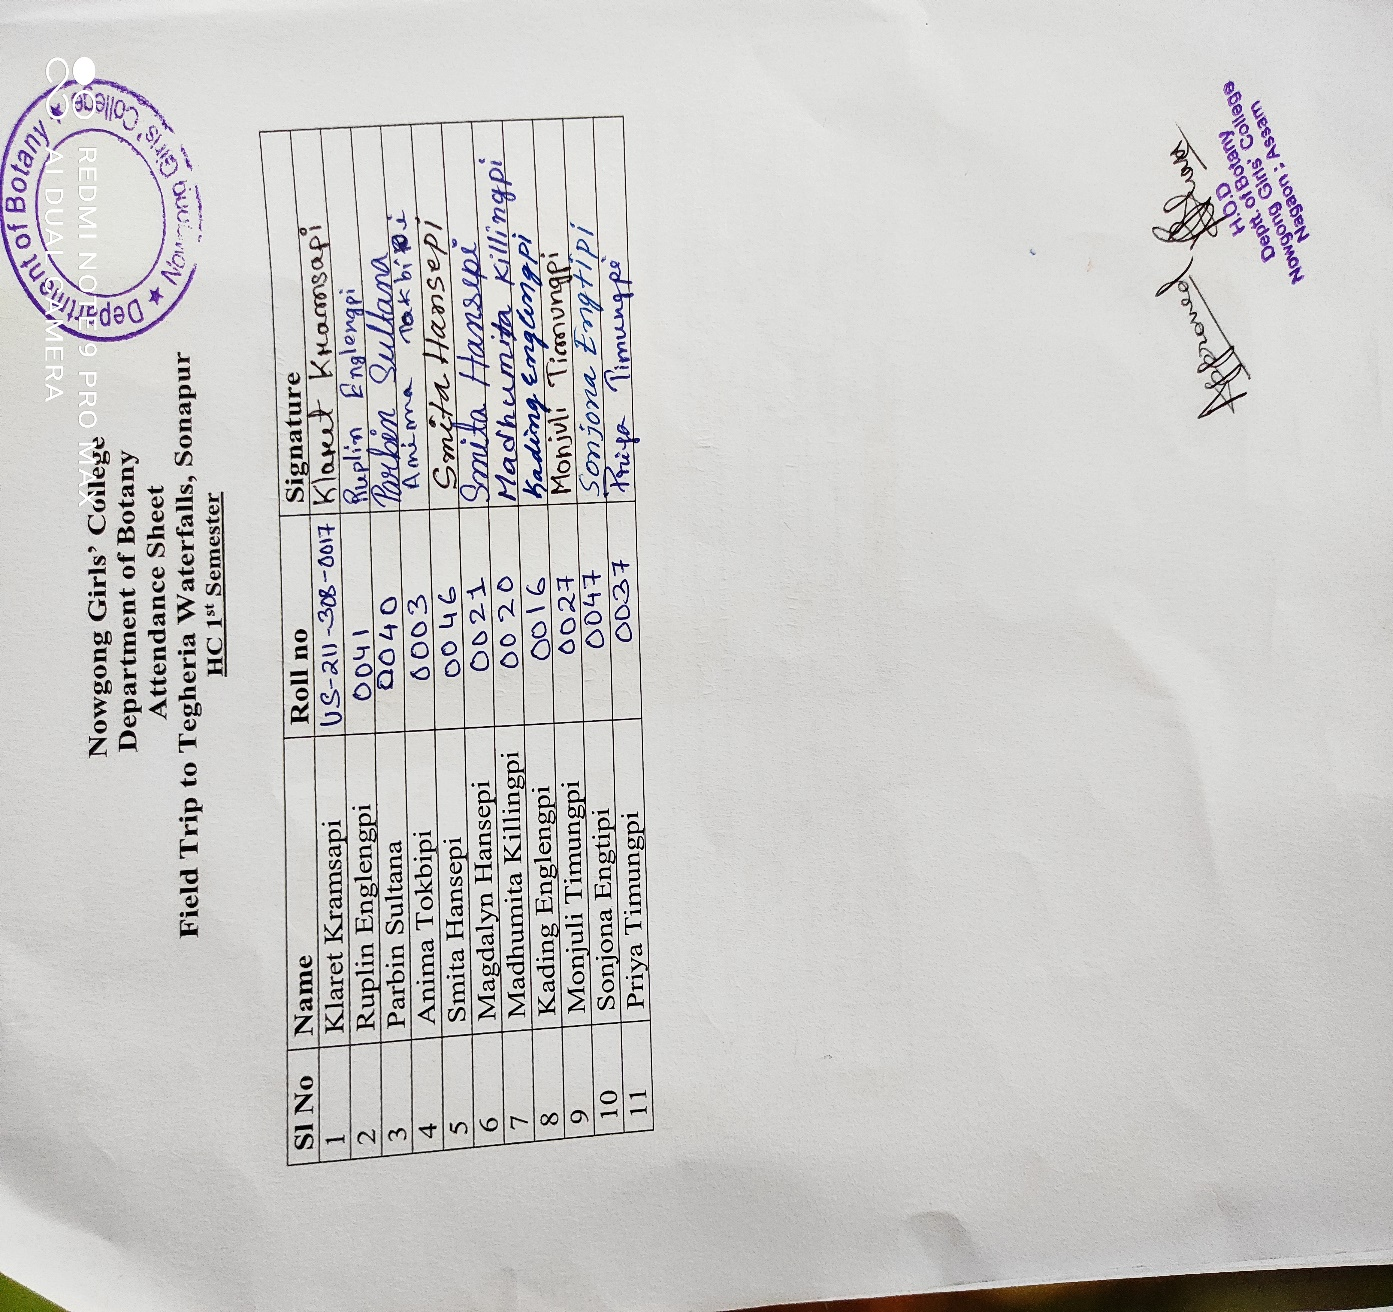 Nowgong Girls' College
Department of Botany
Attendance Sheet
Field Trip to Tegheria Waterfalls, Sonapur
HC 1st Semester
Department of Botany ★ Nowgong Girls' College ★
Sl No Name Roll no Signature
1 Klaret Kramsapi US-211-308-0017 Klaret Kramsapi
2 Ruplin Englengpi 0041 Ruplin Englengpi
3 Parbin Sultana 0040 Parbin Sultana
4 Anima Tokbipi 0003 Anima Tokbipi
5 Smita Hansepi 0046 Smita Hansepi
6 Magdalyn Hansepi 0021 Smita Hansepi
7 Madhumita Killingpi 0020 Madhumita Killingpi
8 Kading Englengpi 0016 Kading Englengpi
9 Monjuli Timungpi 0027 Monjuli Timungpi
10 Sonjona Engtipi 0047 Sonjona Engtipi
11 Priya Timungpi 0037 Priya Timungpi
Approved
H.O.D
Deptt. of Botany
Nowgong Girls' College
Nagaon : Assam
REDMI NOTE 9 PRO MAX
AI DUAL CAMERA